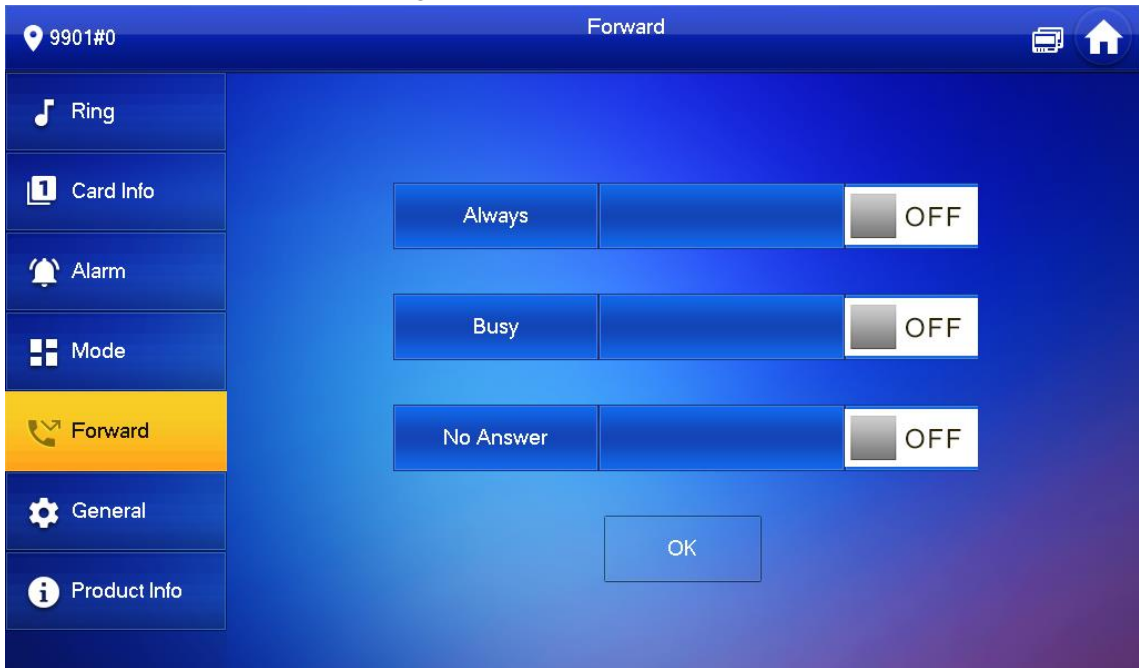 9901#0
Forward
Ring
Card Info
Alarm
Mode
Forward
General
Product Info
Always
OFF
Busy
OFF
No Answer
OFF
OK